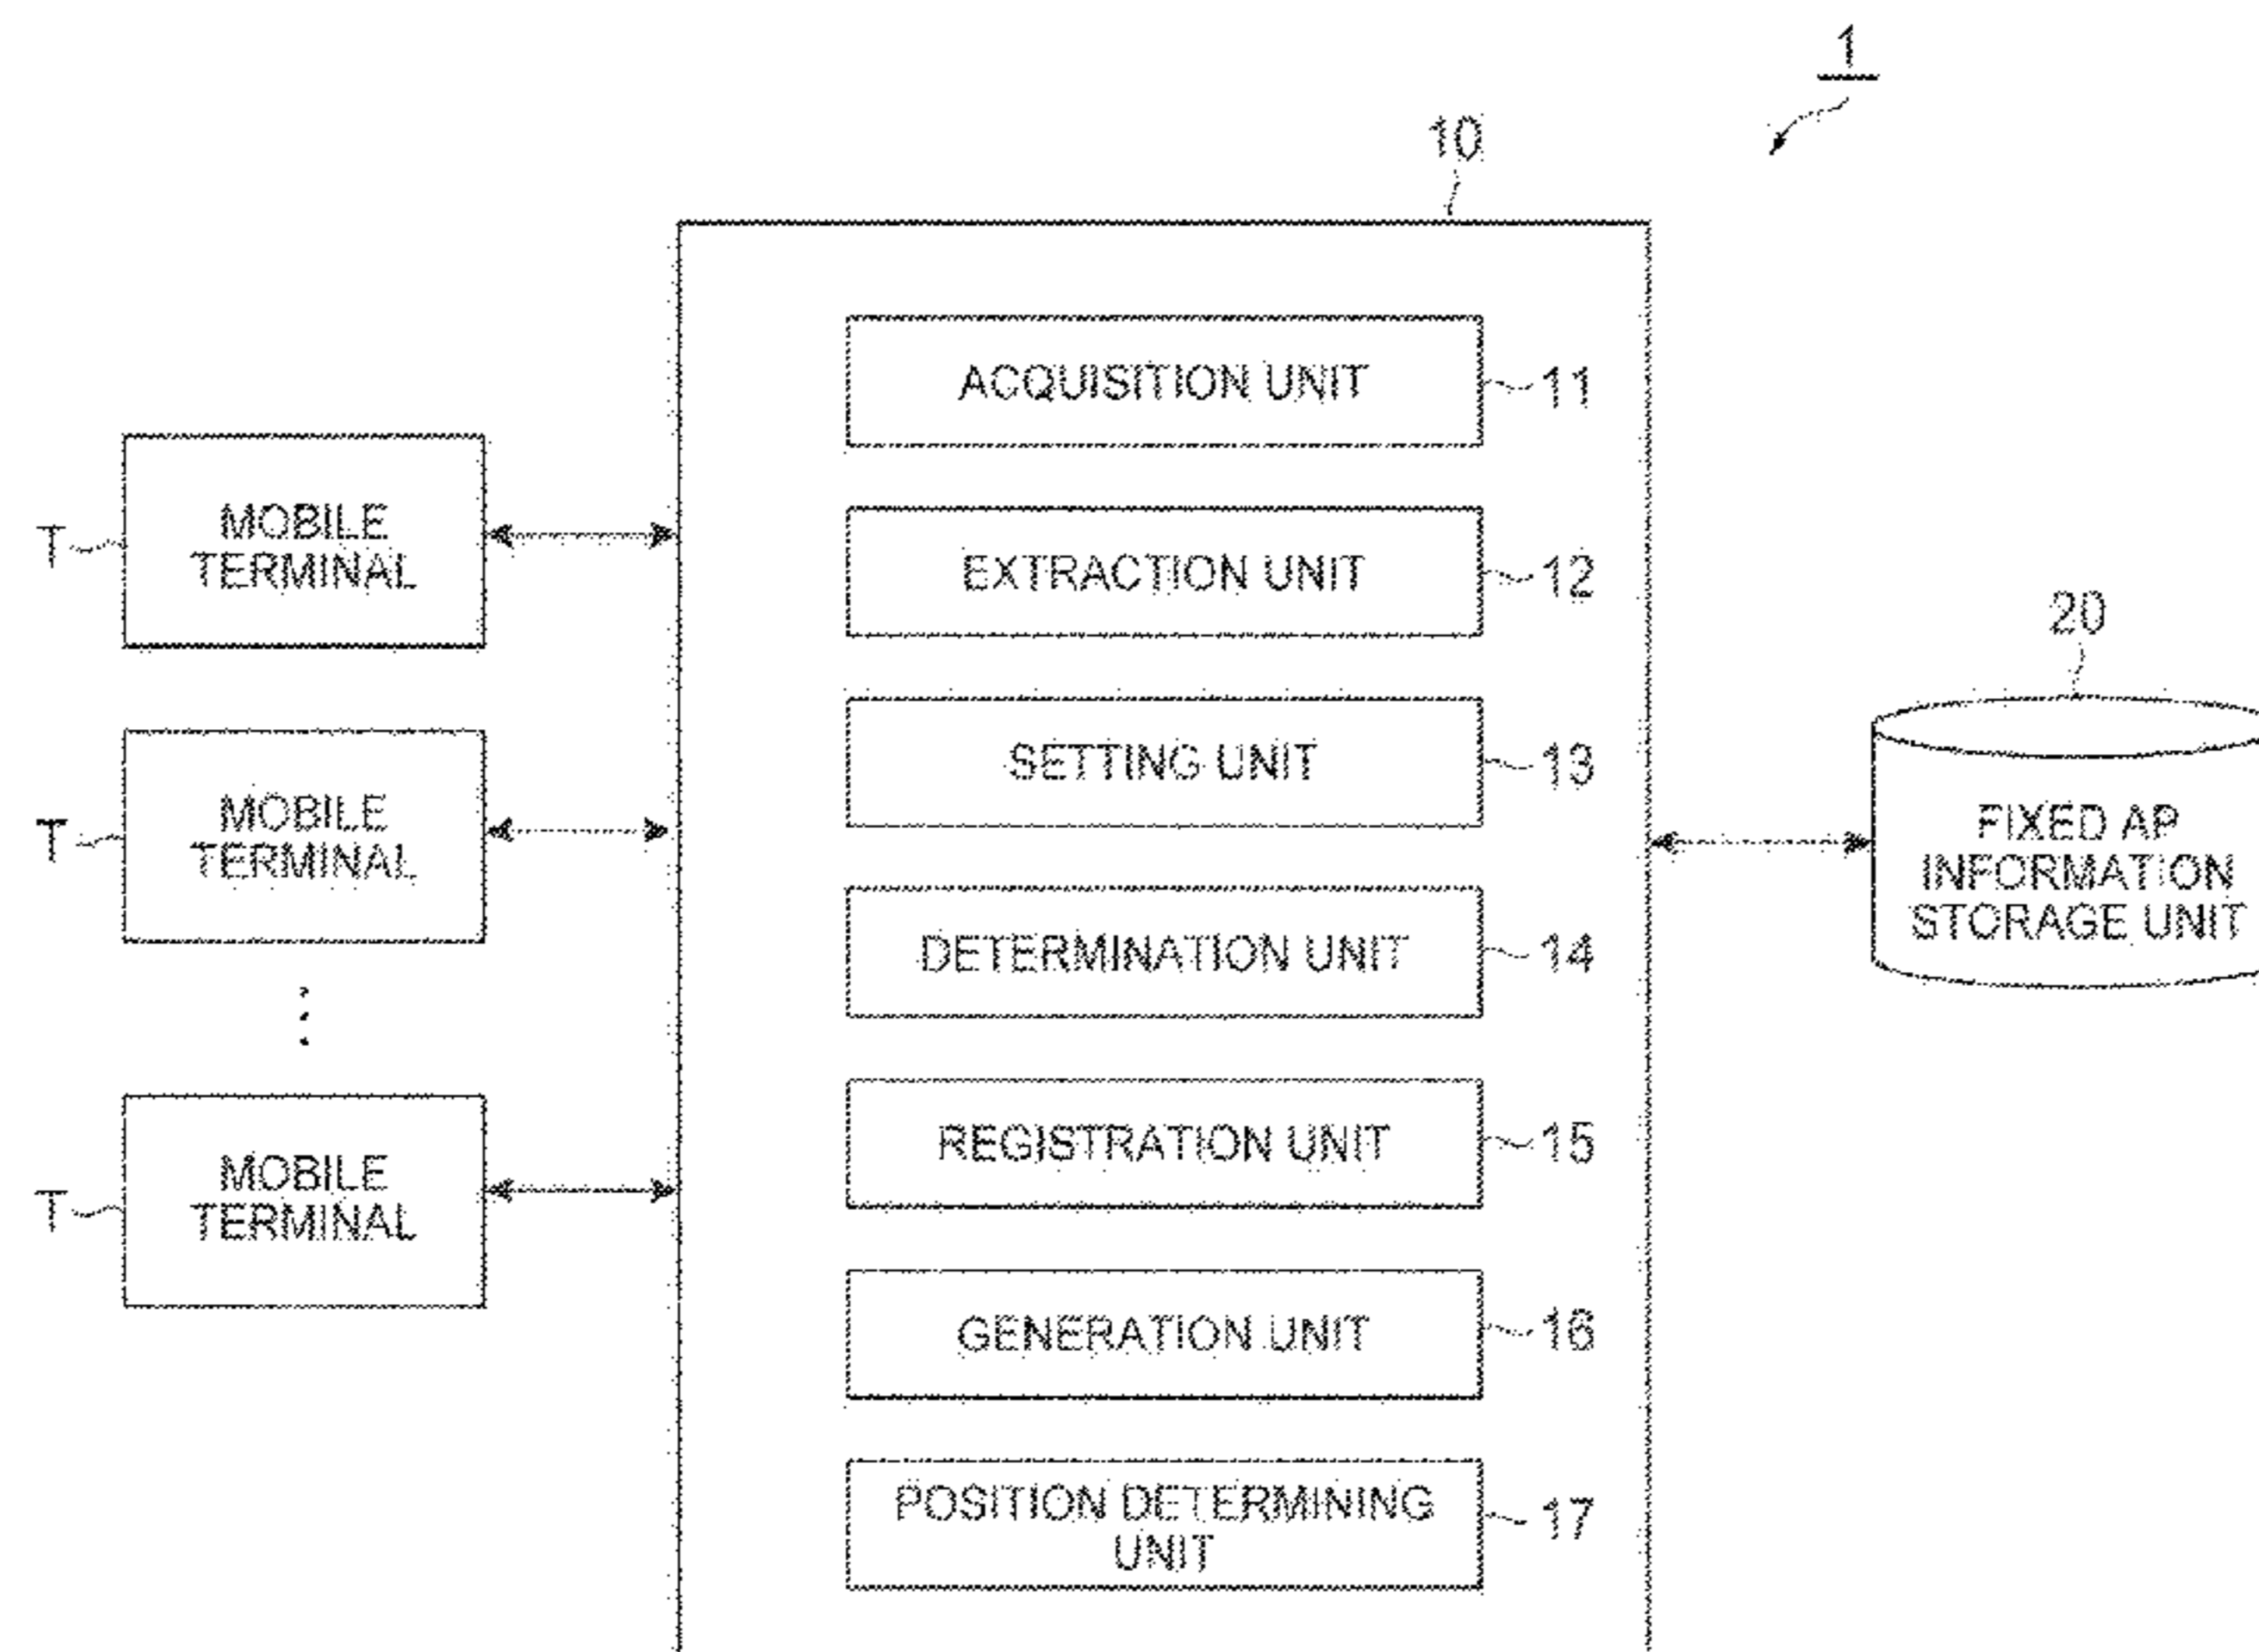 1
10
ACQUISITION UNIT
11
MOBILE
TERMINAL
T
EXTRACTION UNIT
12
20
SETTING UNIT
13
MOBILE
TERMINAL
T
FIXED AP
INFORMATION
STORAGE UNIT
DETERMINATION UNIT
14
REGISTRATION UNIT
15
MOBILE
TERMINAL
T
GENERATION UNIT
16
POSITION DETERMINING
UNIT
17